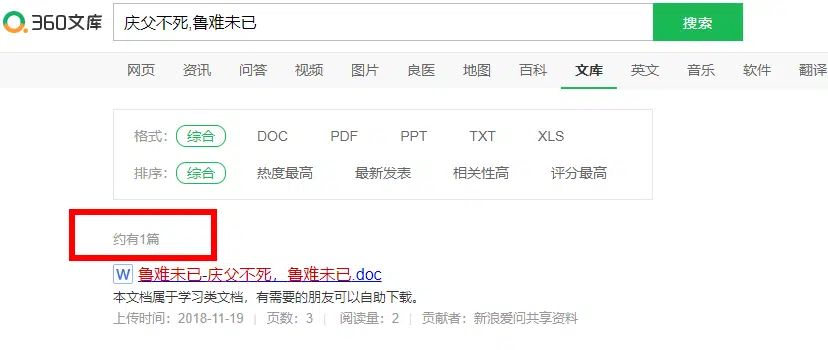 360文库 庆父不死,鲁难未已 搜索
网页 资讯 问答 视频 图片 良医 地图 百科 文库 英文 音乐 软件 翻译
格式: 综合 DOC PDF PPT TXT XLS
排序: 综合 热度最高 最新发表 相关性高 评分最高
约有1篇
W 鲁难未已-庆父不死，鲁难未已.doc
本文档属于学习类文档，有需要的朋友可以自助下载。
上传时间：2018-11-19 | 页数：3 | 阅读量：2 | 贡献者：新浪爱问共享资料